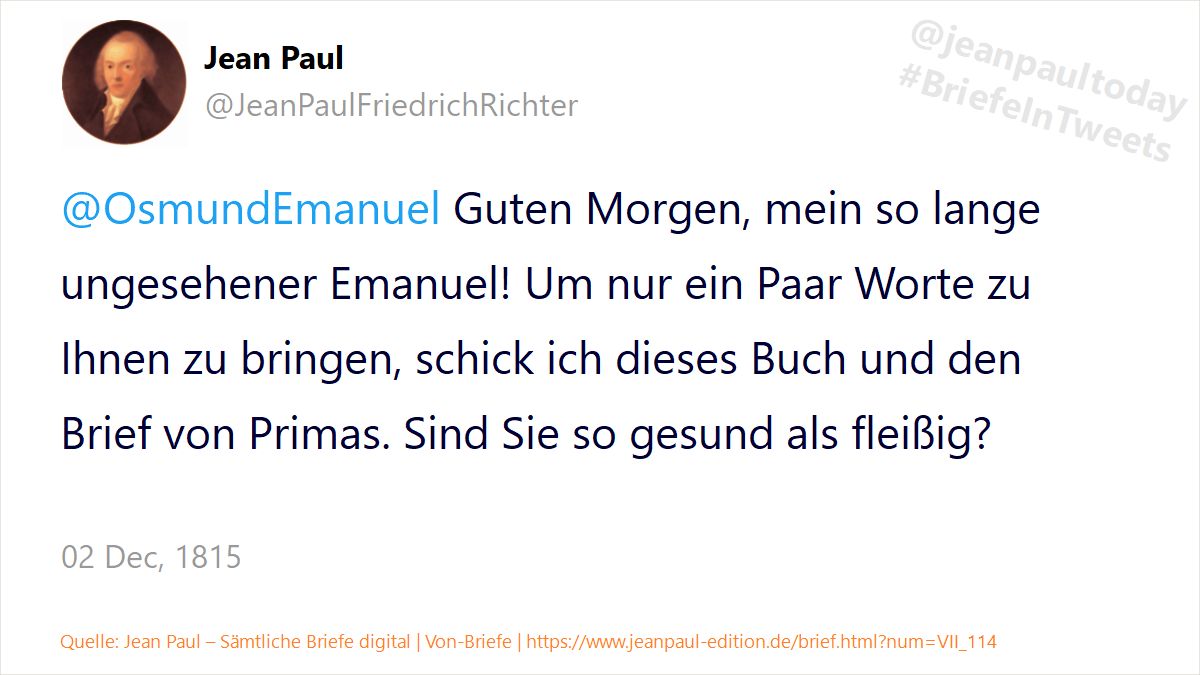 Jean Paul
@JeanPaulFriedrichRichter
@jeanpaultoday
#BriefeInTweets
@OsmundEmanuel Guten Morgen, mein so lange
ungesehener Emanuel! Um nur ein Paar Worte zu
Ihnen zu bringen, schick ich dieses Buch und den
Brief von Primas. Sind Sie so gesund als fleißig?
02 Dec, 1815
Quelle: Jean Paul – Sämtliche Briefe digital | Von-Briefe | https://www.jeanpaul-edition.de/brief.html?num=VII_114